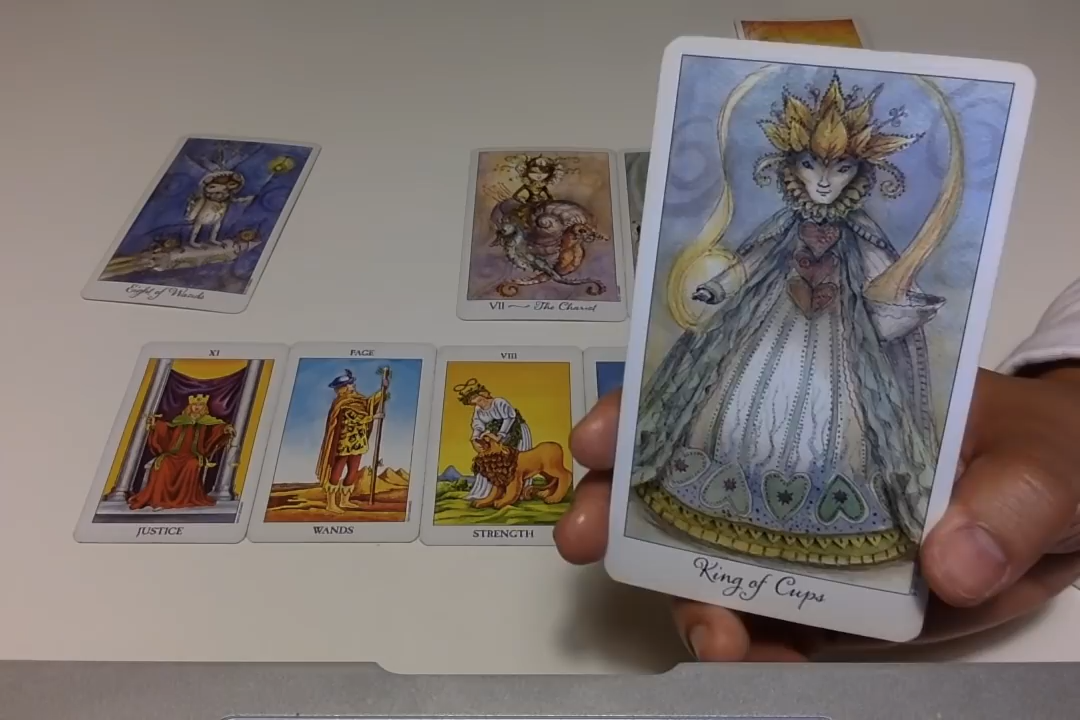 King of Cups
Eight of Wands
VII The Chariot
XI
JUSTICE
PAGE
WANDS
VIII
STRENGTH